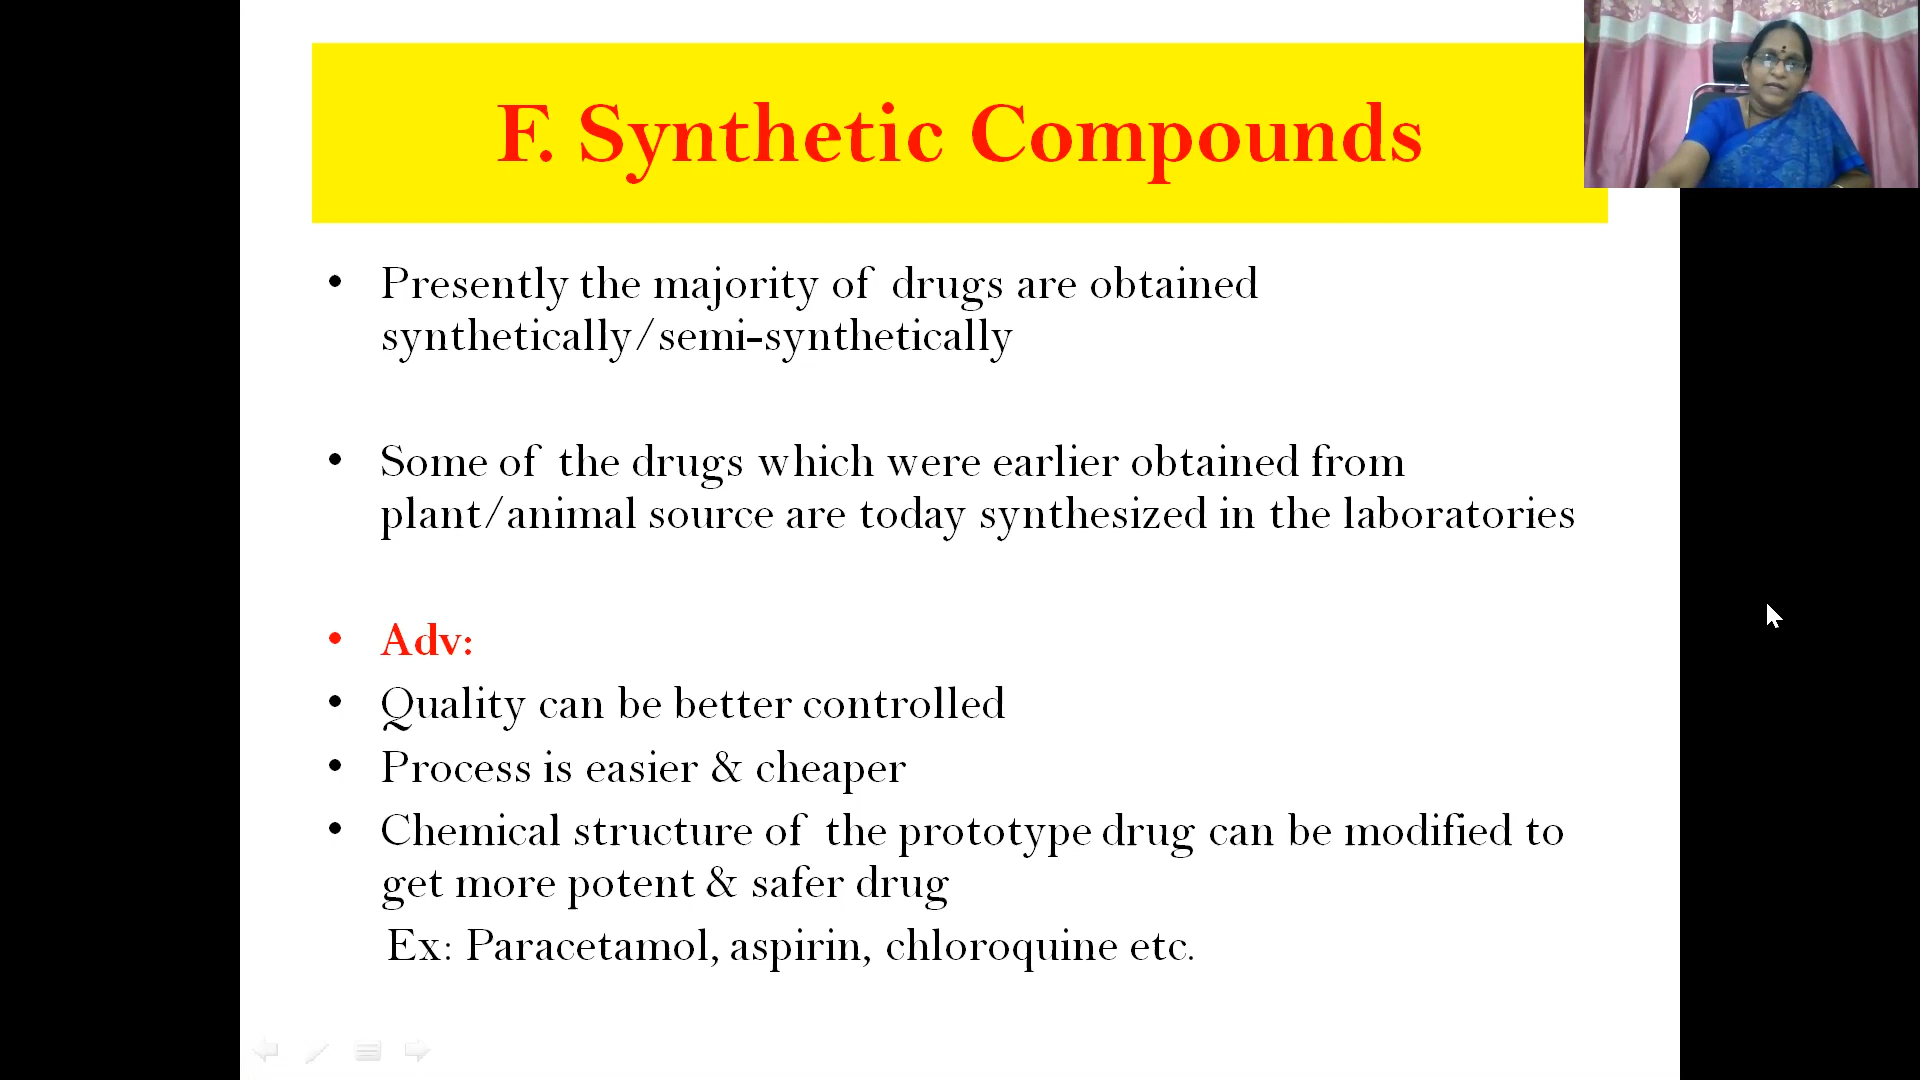 F. Synthetic Compounds
• Presently the majority of drugs are obtained
synthetically/semi-synthetically
• Some of the drugs which were earlier obtained from
plant/animal source are today synthesized in the laboratories
• Adv:
• Quality can be better controlled
• Process is easier & cheaper
• Chemical structure of the prototype drug can be modified to
get more potent & safer drug
Ex: Paracetamol, aspirin, chloroquine etc.